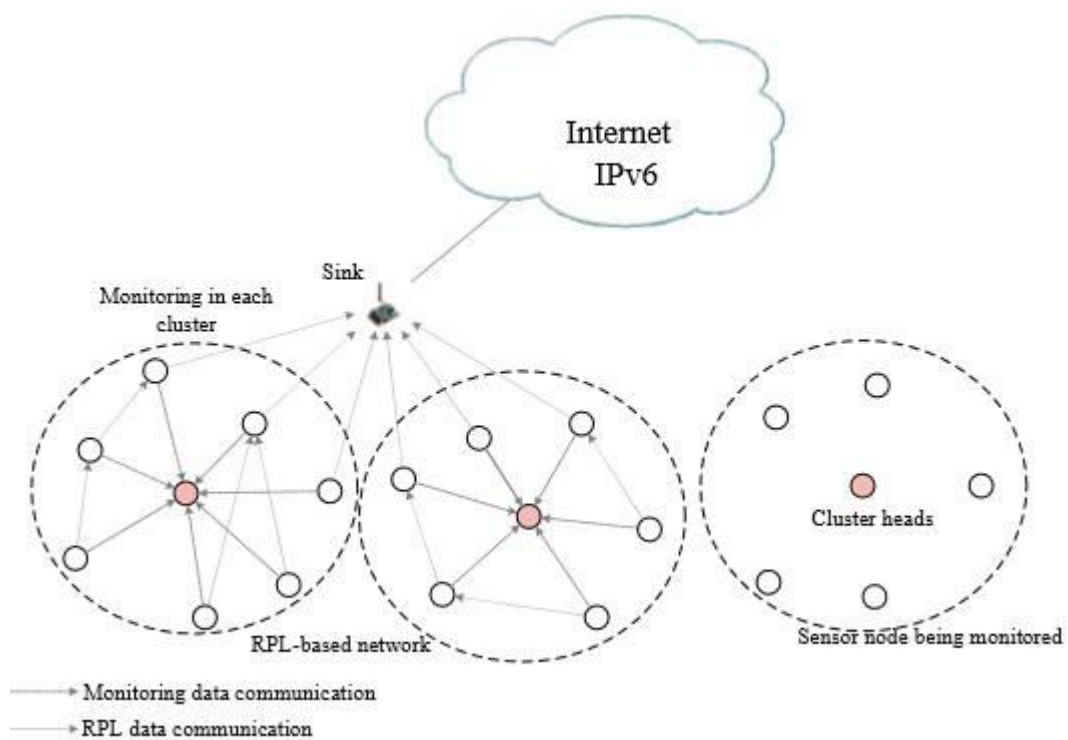 Internet
IPv6
Sink
Monitoring in each
cluster
Cluster heads
RPL-based network
Sensor node being monitored
Monitoring data communication
RPL data communication